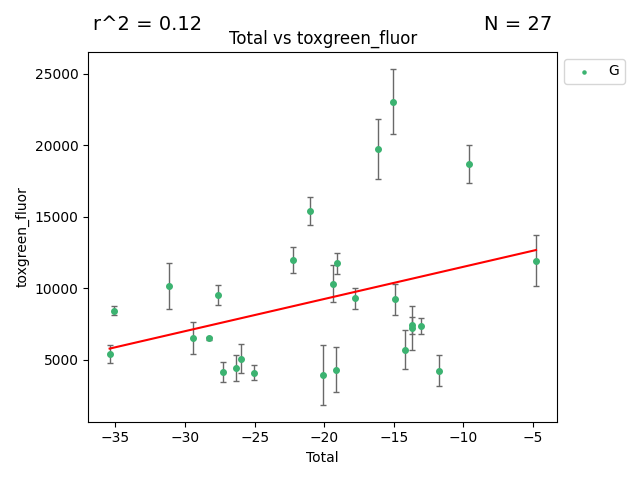 r^2 = 0.12
N = 27
Total vs toxgreen_fluor
G
25000
20000
15000
10000
5000
toxgreen_fluor
−35
−30
−25
−20
−15
−10
−5
Total